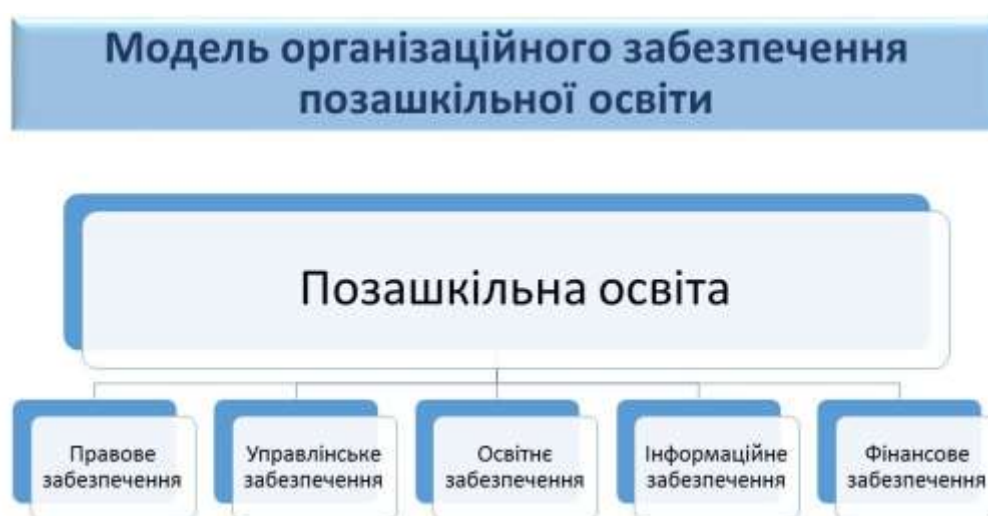 Модель організаційного забезпечення
позашкільної освіти
Позашкільна освіта
Правове
забезпечення
Управлінське
забезпечення
Освітнє
забезпечення
Інформаційне
забезпечення
Фінансове
забезпечення